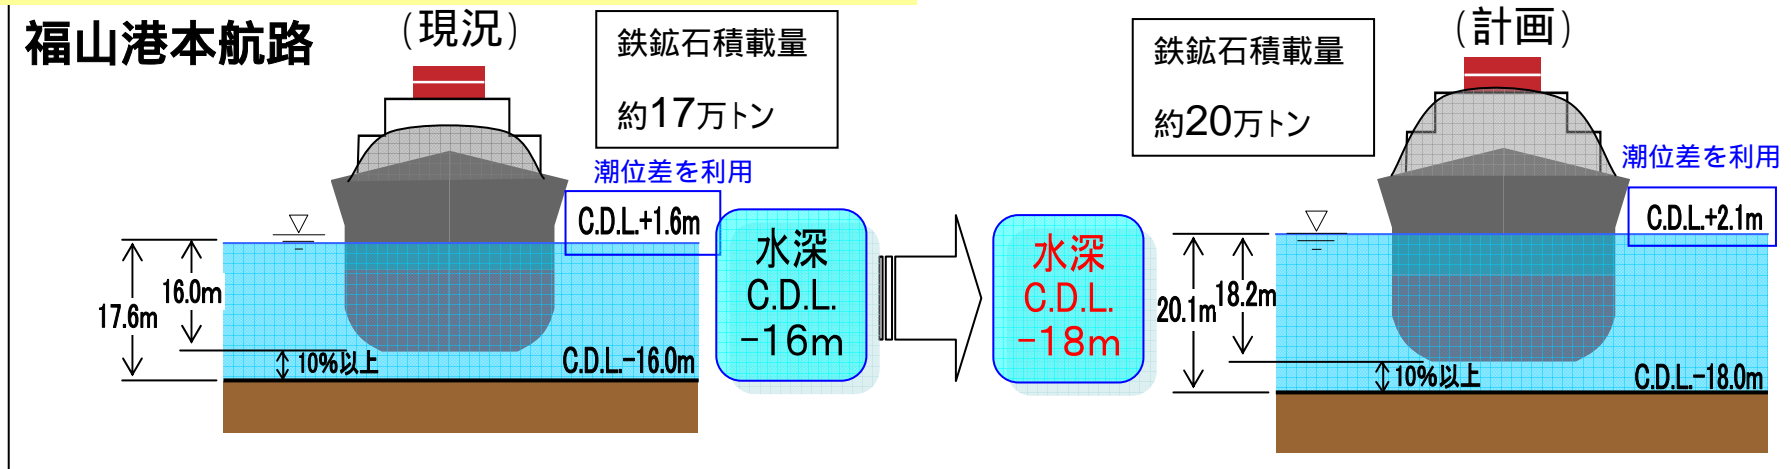 福山港本航路
(現況)
鉄鉱石積載量
約17万トン
潮位差を利用
C.D.L.+1.6m
16.0m
17.6m
10%以上
C.D.L.-16.0m
水深
C.D.L.
-16m
水深
C.D.L.
-18m
(計画)
鉄鉱石積載量
約20万トン
潮位差を利用
C.D.L.+2.1m
18.2m
20.1m
10%以上
C.D.L.-18.0m